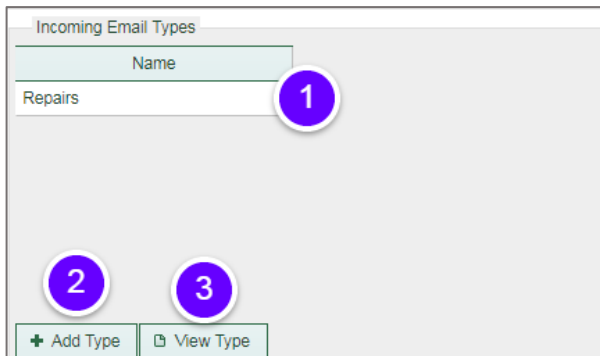 Incoming Email Types
Name
Repairs
1
2
3
Add Type
View Type